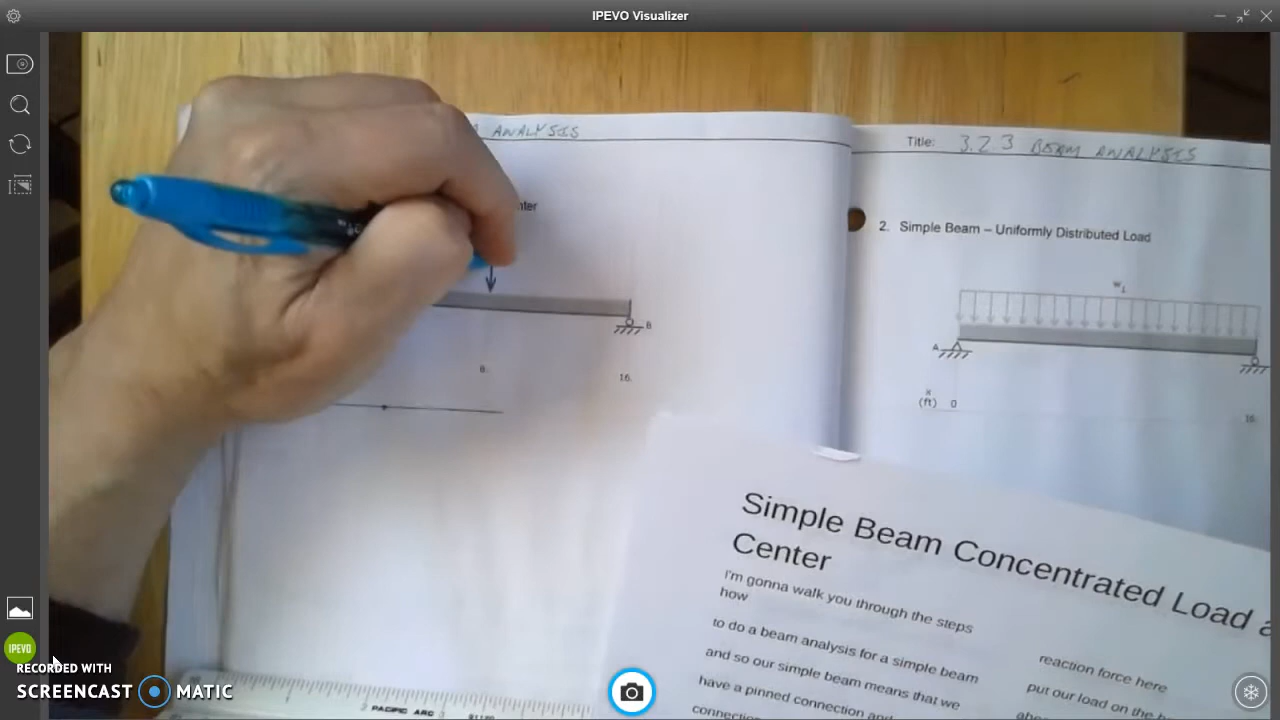 IPEVO Visualizer
ANALYSIS
Title: 3.2.3 BEAM ANALYSIS
2. Simple Beam – Uniformly Distributed Load
B
8.
16.
A
x
(ft) 0
16
Simple Beam Concentrated Load
Center
I'm gonna walk you through the steps
how
to do a beam analysis for a simple beam
and so our simple beam means that we
have a pinned connection and
reaction force here
put our load on the
IPEVO
RECORDED WITH
SCREENCAST MATIC
PACIFIC ARC